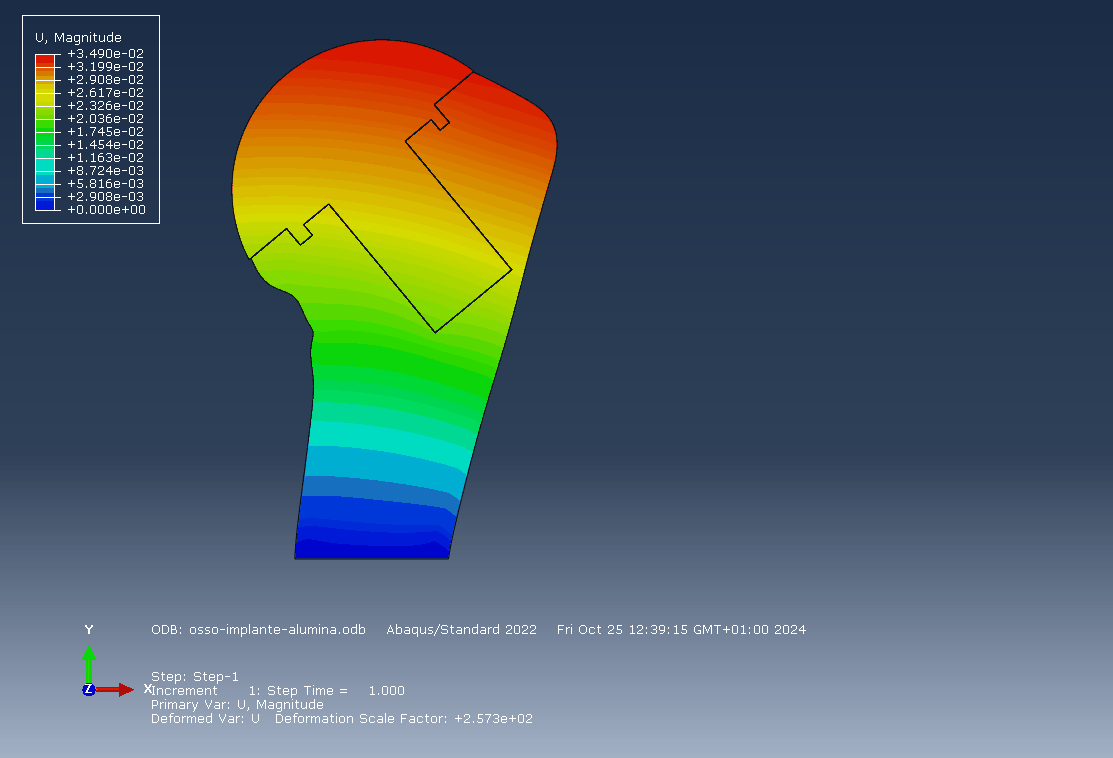 U, Magnitude
+3.490e-02
+3.199e-02
+2.908e-02
+2.617e-02
+2.326e-02
+2.036e-02
+1.745e-02
+1.454e-02
+1.163e-02
+8.724e-03
+5.816e-03
+2.908e-03
+0.000e+00
Y
X
Z
ODB: osso-implante-alumina.odb Abaqus/Standard 2022 Fri Oct 25 12:39:15 GMT+01:00 2024
Step: Step-1
Increment 1: Step Time = 1.000
Primary Var: U, Magnitude
Deformed Var: U Deformation Scale Factor: +2.573e+02